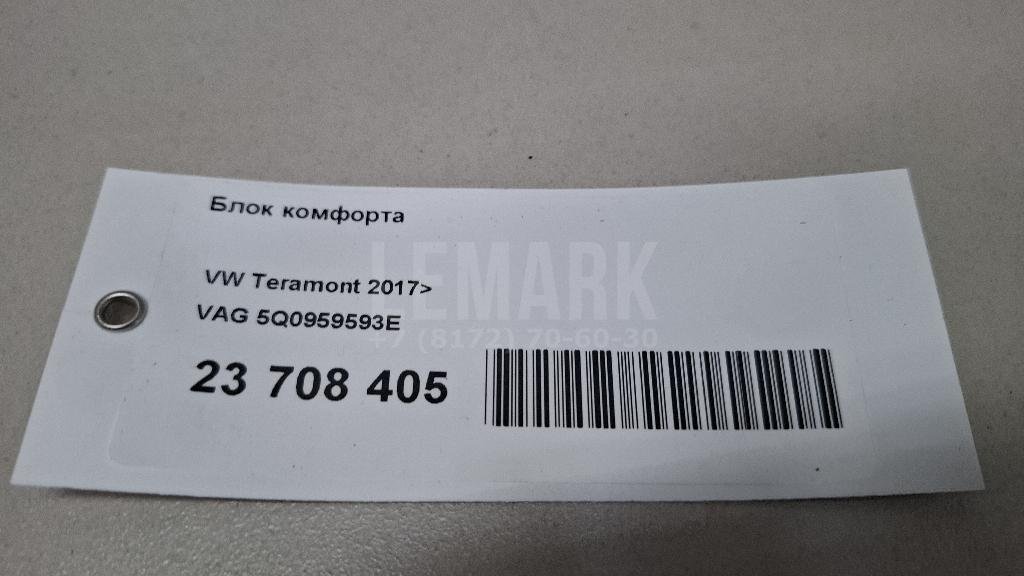 Блок комфорта
LEMARK
VW Teramont 2017>
VAG 5Q0959593E
+7 (8172) 70-60-30
23 708 405